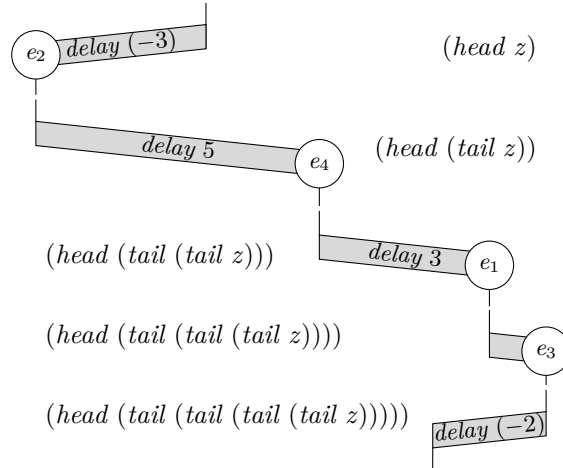 e₂ delay (−3) (head z)
delay 5 e₄ (head (tail z))
(head (tail (tail z))) delay 3 e₁
(head (tail (tail (tail z)))) e₃
(head (tail (tail (tail (tail z))))) delay (−2)